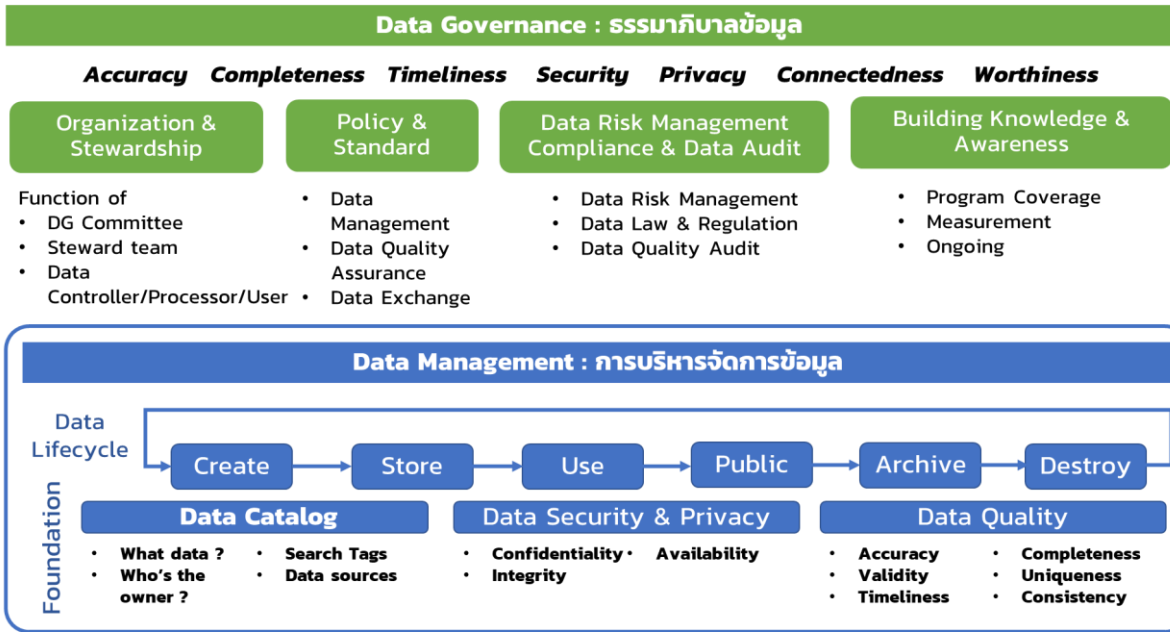 Data Governance : ธรรมาภิบาลข้อมูล
Accuracy Completeness Timeliness Security Privacy Connectedness Worthiness
Organization &
Stewardship
Function of
• DG Committee
• Steward team
• Data
Controller/Processor/User
Policy &
Standard
• Data
Management
• Data Quality
Assurance
• Data Exchange
Data Risk Management
Compliance & Data Audit
• Data Risk Management
• Data Law & Regulation
• Data Quality Audit
Building Knowledge &
Awareness
• Program Coverage
• Measurement
• Ongoing
Data Management : การบริหารจัดการข้อมูล
Data
Lifecycle
Create
Store
Use
Public
Archive
Destroy
Foundation
Data Catalog
• What data ?
• Who's the
owner ?
• Search Tags
• Data sources
Data Security & Privacy
• Confidentiality
• Integrity
• Availability
Data Quality
• Accuracy
• Validity
• Timeliness
• Completeness
• Uniqueness
• Consistency